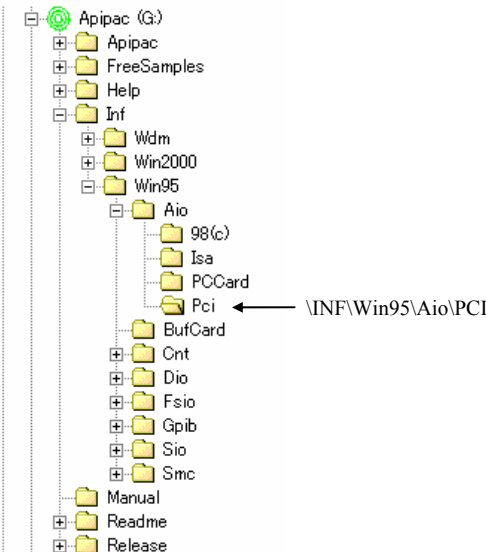 Apipac (G:)
Apipac
FreeSamples
Help
Inf
Wdm
Win2000
Win95
Aio
98(c)
Isa
PCCard
Pci \INF\Win95\Aio\PCI
BufCard
Cnt
Dio
Fsio
Gpib
Sio
Smc
Manual
Readme
Release